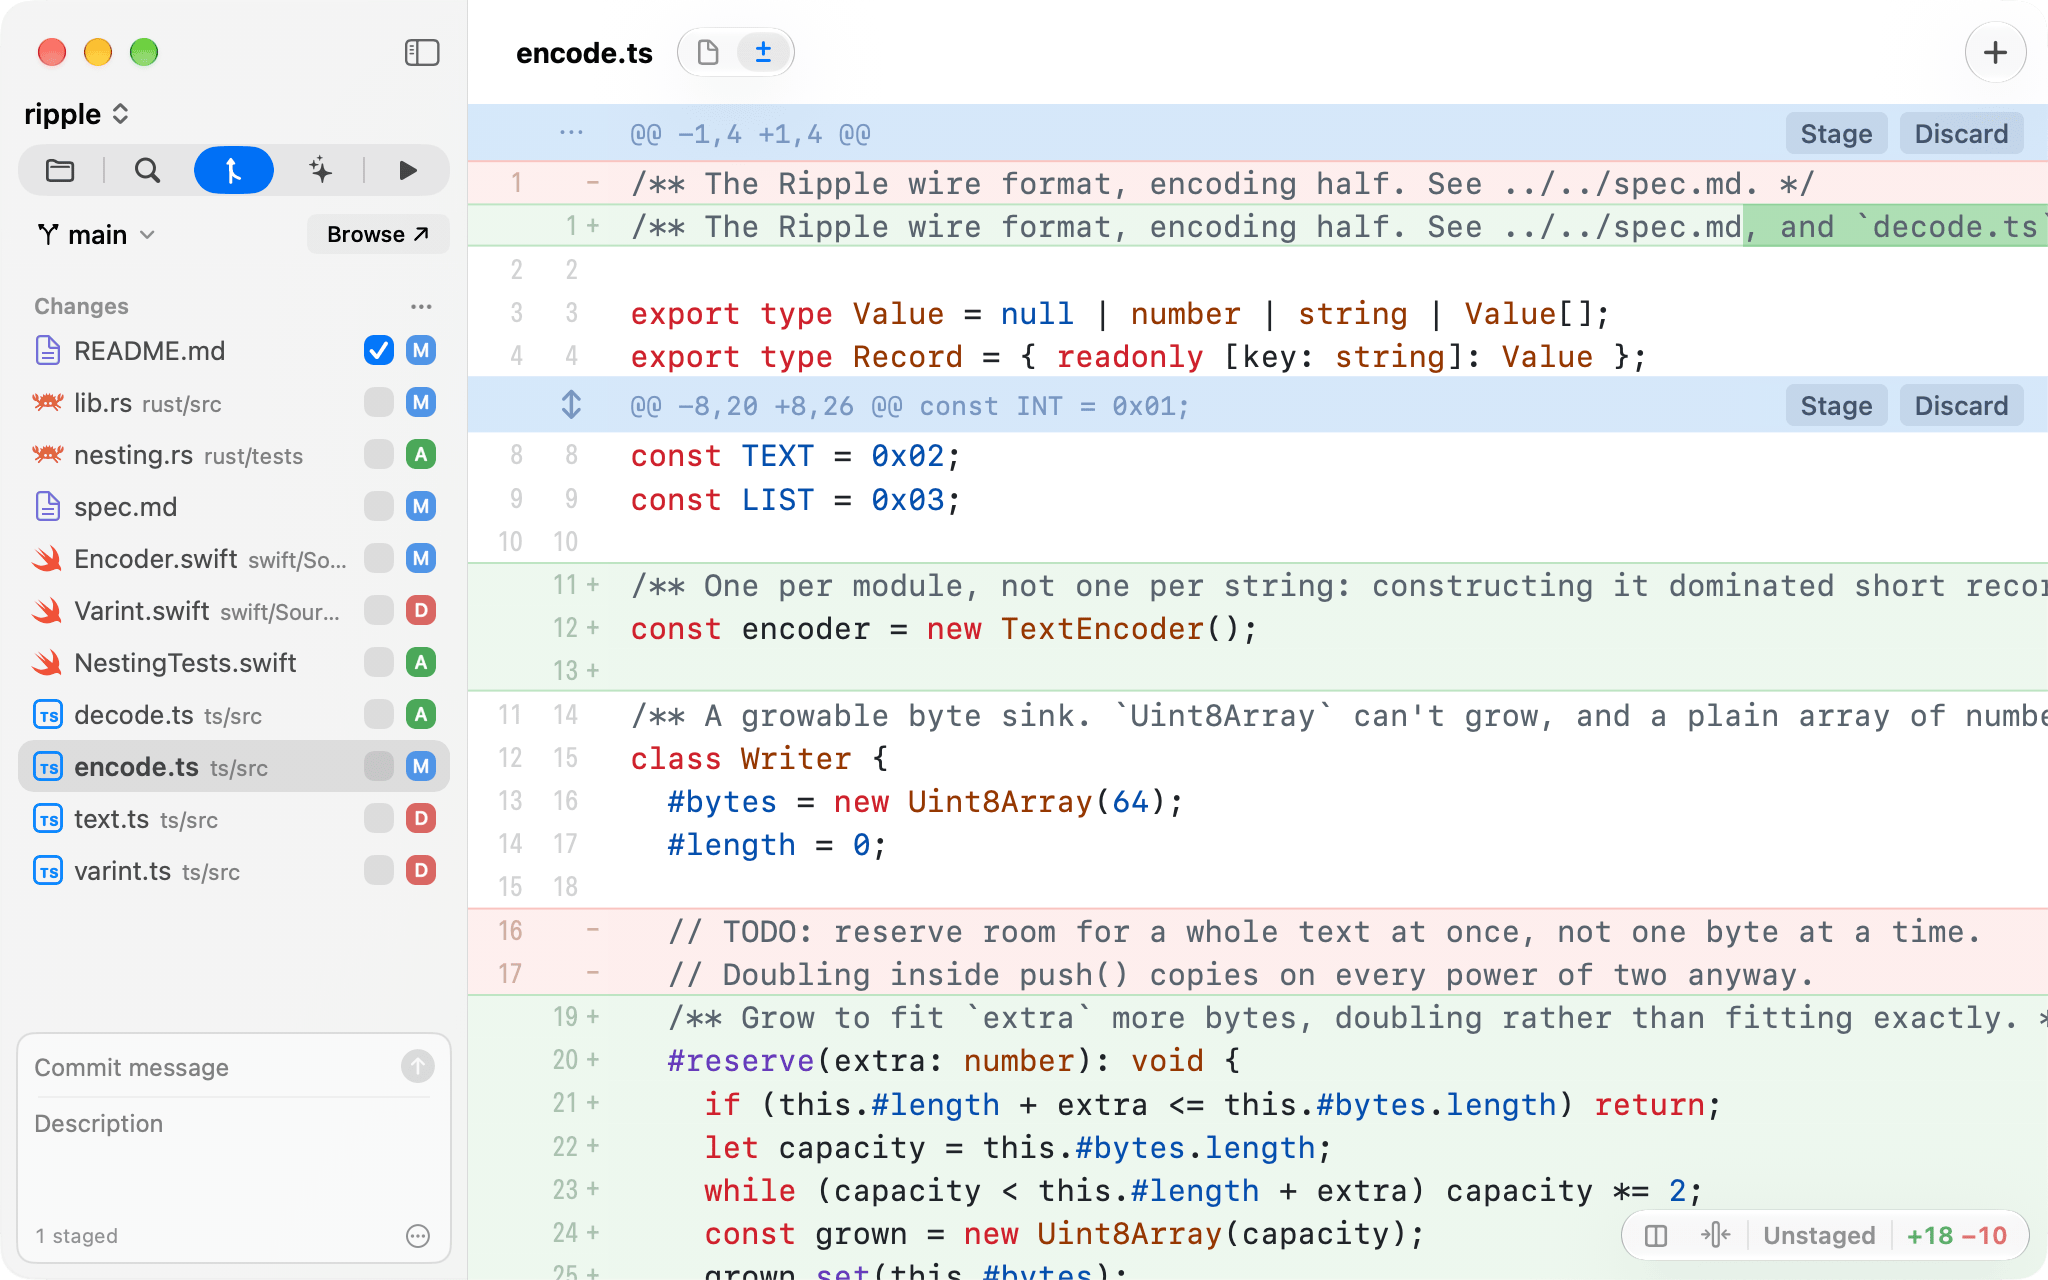 ripple
main
Browse ↗
Changes ···
README.md M
lib.rs rust/src M
nesting.rs rust/tests A
spec.md M
Encoder.swift swift/So... M
Varint.swift swift/Sour... D
NestingTests.swift A
TS decode.ts ts/src A
TS encode.ts ts/src M
TS text.ts ts/src D
TS varint.ts ts/src D
Commit message
Description
1 staged
encode.ts ±
+
··· @@ −1,4 +1,4 @@ Stage Discard
1 − /** The Ripple wire format, encoding half. See ../../spec.md. */
1 + /** The Ripple wire format, encoding half. See ../../spec.md, and `decode.ts`
2 2
3 3 export type Value = null | number | string | Value[];
4 4 export type Record = { readonly [key: string]: Value };
@@ −8,20 +8,26 @@ const INT = 0x01; Stage Discard
8 8 const TEXT = 0x02;
9 9 const LIST = 0x03;
10 10
11 + /** One per module, not one per string: constructing it dominated short recor
12 + const encoder = new TextEncoder();
13 +
11 14 /** A growable byte sink. `Uint8Array` can't grow, and a plain array of numbe
12 15 class Writer {
13 16 #bytes = new Uint8Array(64);
14 17 #length = 0;
15 18
16 − // TODO: reserve room for a whole text at once, not one byte at a time.
17 − // Doubling inside push() copies on every power of two anyway.
19 + /** Grow to fit `extra` more bytes, doubling rather than fitting exactly. *
20 + #reserve(extra: number): void {
21 + if (this.#length + extra <= this.#bytes.length) return;
22 + let capacity = this.#bytes.length;
23 + while (capacity < this.#length + extra) capacity *= 2;
24 + const grown = new Uint8Array(capacity);
25 + grown.set(this.#bytes);
Unstaged +18 −10